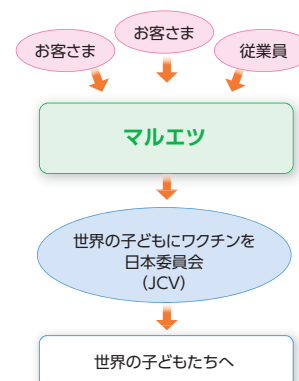 お客さま
お客さま
従業員
マルエツ
世界の子どもにワクチンを
日本委員会
(JCV)
世界の子どもたちへ